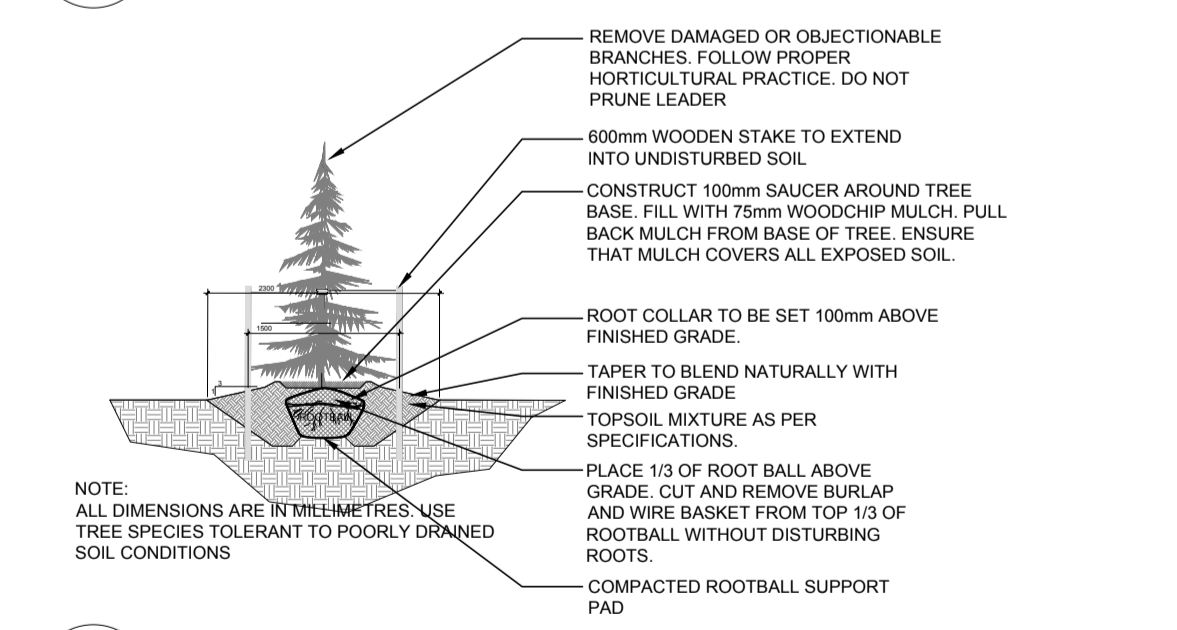 REMOVE DAMAGED OR OBJECTIONABLE
BRANCHES. FOLLOW PROPER
HORTICULTURAL PRACTICE. DO NOT
PRUNE LEADER
600mm WOODEN STAKE TO EXTEND
INTO UNDISTURBED SOIL
CONSTRUCT 100mm SAUCER AROUND TREE
BASE. FILL WITH 75mm WOODCHIP MULCH. PULL
BACK MULCH FROM BASE OF TREE. ENSURE
THAT MULCH COVERS ALL EXPOSED SOIL.
2300
1500
ROOT COLLAR TO BE SET 100mm ABOVE
FINISHED GRADE.
3
1
TAPER TO BLEND NATURALLY WITH
FINISHED GRADE
ROOTBALL
TOPSOIL MIXTURE AS PER
SPECIFICATIONS.
PLACE 1/3 OF ROOT BALL ABOVE
GRADE. CUT AND REMOVE BURLAP
AND WIRE BASKET FROM TOP 1/3 OF
ROOTBALL WITHOUT DISTURBING
ROOTS.
NOTE:
ALL DIMENSIONS ARE IN MILLIMETRES. USE
TREE SPECIES TOLERANT TO POORLY DRAINED
SOIL CONDITIONS
COMPACTED ROOTBALL SUPPORT
PAD